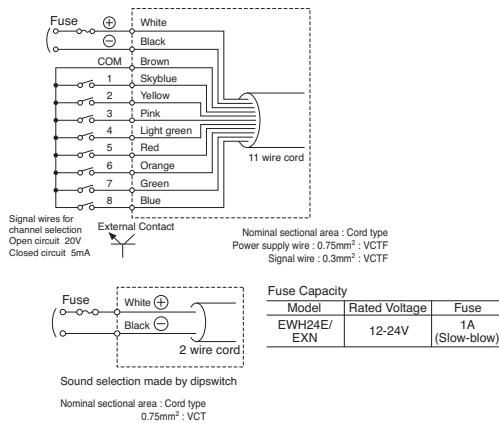 Fuse ⊕ White
⊖ Black
COM Brown
1 Skyblue
2 Yellow
3 Pink
4 Light green
5 Red
6 Orange
7 Green
8 Blue
11 wire cord
Signal wires for
channel selection
Open circuit 20V
Closed circuit 5mA
External Contact
Nominal sectional area : Cord type
Power supply wire : 0.75mm² : VCTF
Signal wire : 0.3mm² : VCTF
Fuse White ⊕
Black ⊖
2 wire cord
Sound selection made by dipswitch
Nominal sectional area : Cord type
0.75mm² : VCT
Fuse Capacity
Model Rated Voltage Fuse
EWH24E/
EXN 12-24V 1A
(Slow-blow)